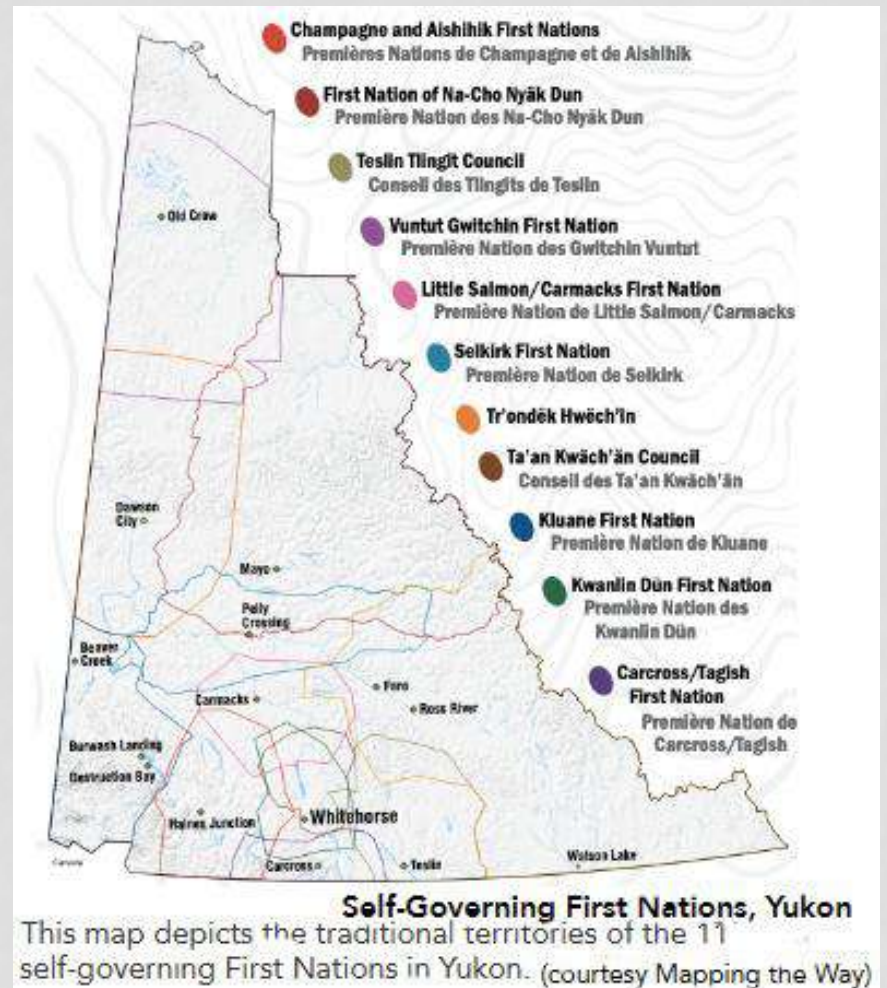 Champagne and Aishihik First Nations
Premières Nations de Champagne et de Aishihik
First Nation of Na-Cho Nyäk Dun
Première Nation des Na-Cho Nyäk Dun
Teslin Tlingit Council
Conseil des Tlingits de Teslin
Vuntut Gwitchin First Nation
Première Nation des Gwitchin Vuntut
Little Salmon/Carmacks First Nation
Première Nation de Little Salmon/Carmacks
Selkirk First Nation
Première Nation de Selkirk
Tr'ondëk Hwëch'in
Ta'an Kwäch'än Council
Conseil des Ta'an Kwäch'än
Kluane First Nation
Première Nation de Kluane
Kwanlin Dün First Nation
Première Nation des
Kwanlin Dün
Carcross/Tagish
First Nation
Première Nation de
Carcross/Tagish
Old Crow
Dawson
City
Mayo
Pelly
Crossing
Beaver
Creek
Carmacks
Faro
Ross River
Burwash Landing
Destruction Bay
Haines Junction
Whitehorse
Carcross
Teslin
Watson Lake
Self-Governing First Nations, Yukon
This map depicts the traditional territories of the 11
self-governing First Nations in Yukon. (courtesy Mapping the Way)